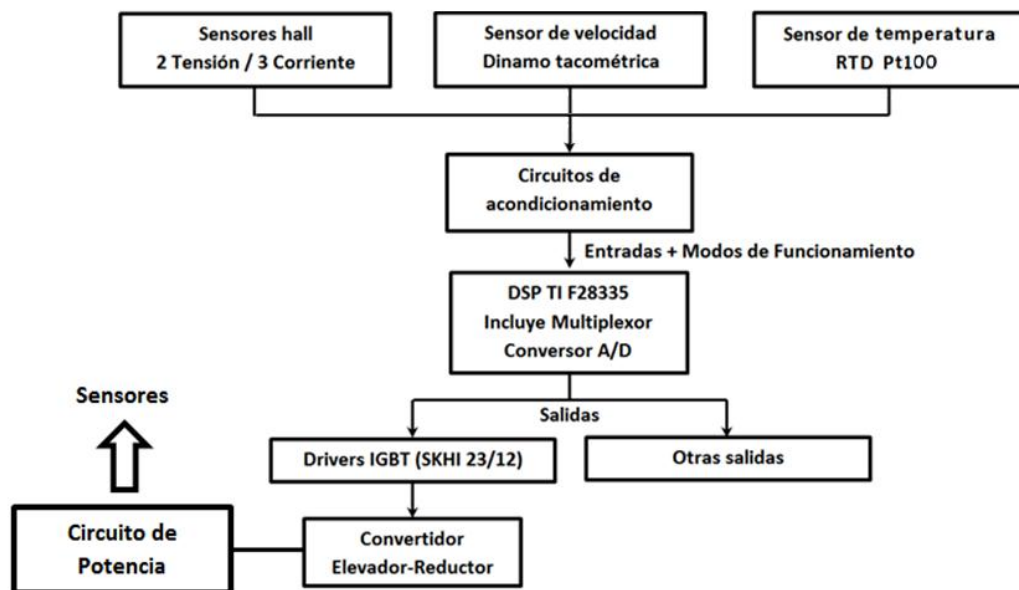 Sensores hall
2 Tensión / 3 Corriente
Sensor de velocidad
Dinamo tacométrica
Sensor de temperatura
RTD Pt100
Circuitos de
acondicionamiento
Entradas + Modos de Funcionamiento
DSP TI F28335
Incluye Multiplexor
Conversor A/D
Sensores
Salidas
Drivers IGBT (SKHI 23/12)
Otras salidas
Circuito de
Potencia
Convertidor
Elevador-Reductor